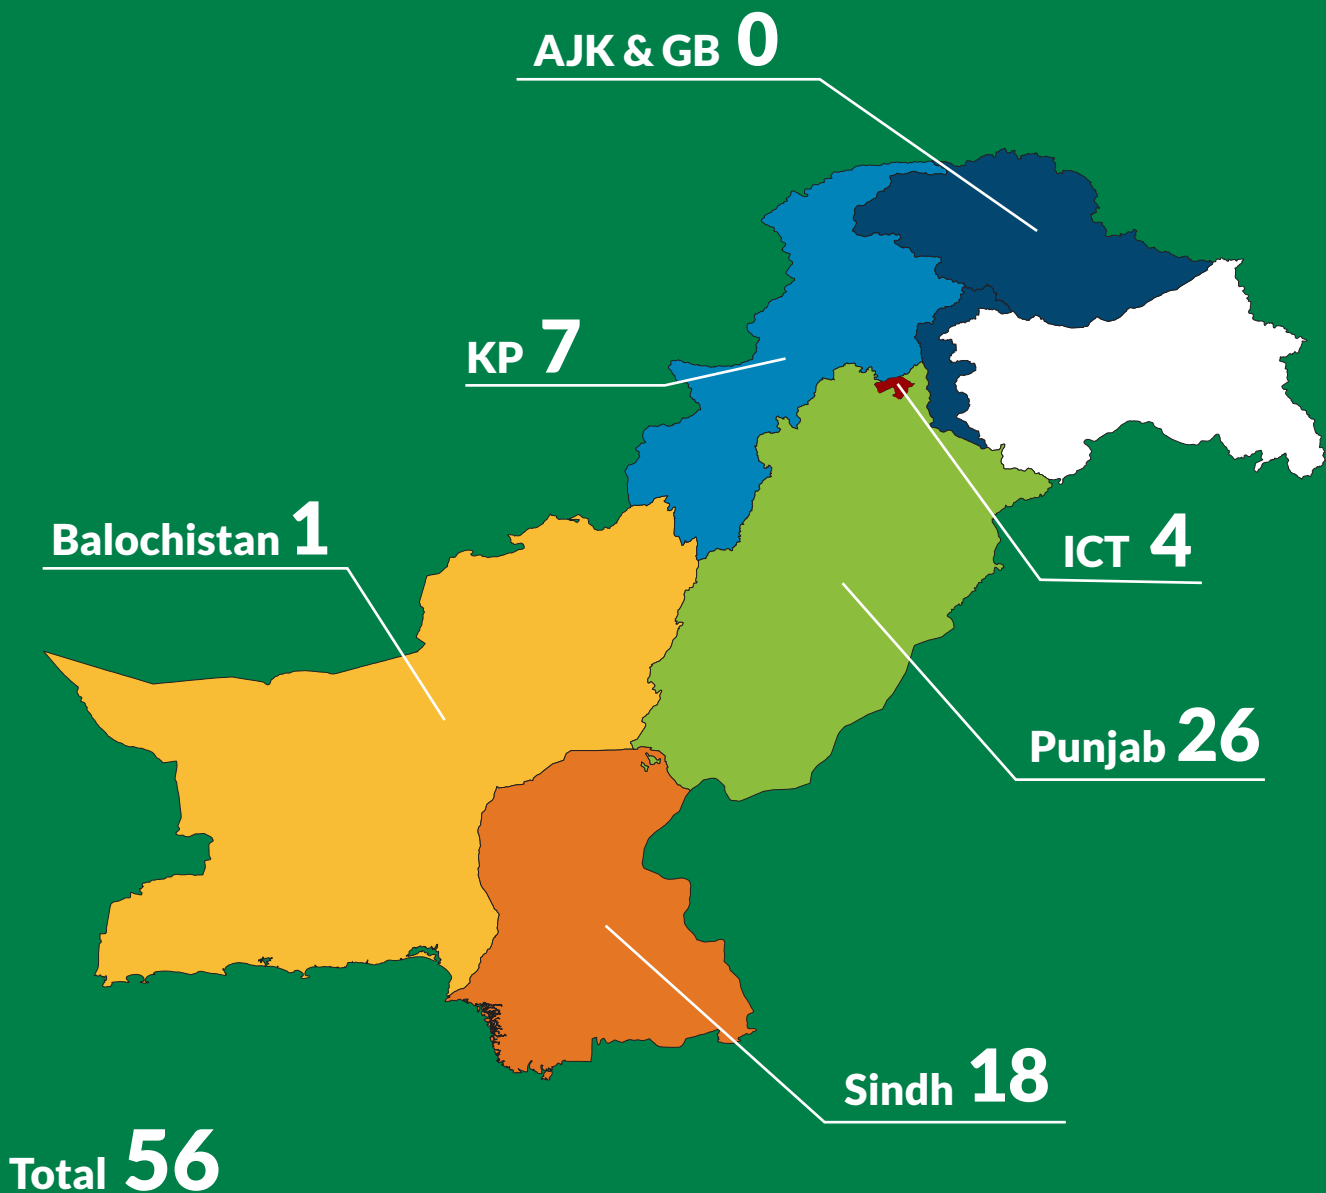 AJK & GB 0
KP 7
Balochistan 1
ICT 4
Punjab 26
Sindh 18
Total 56